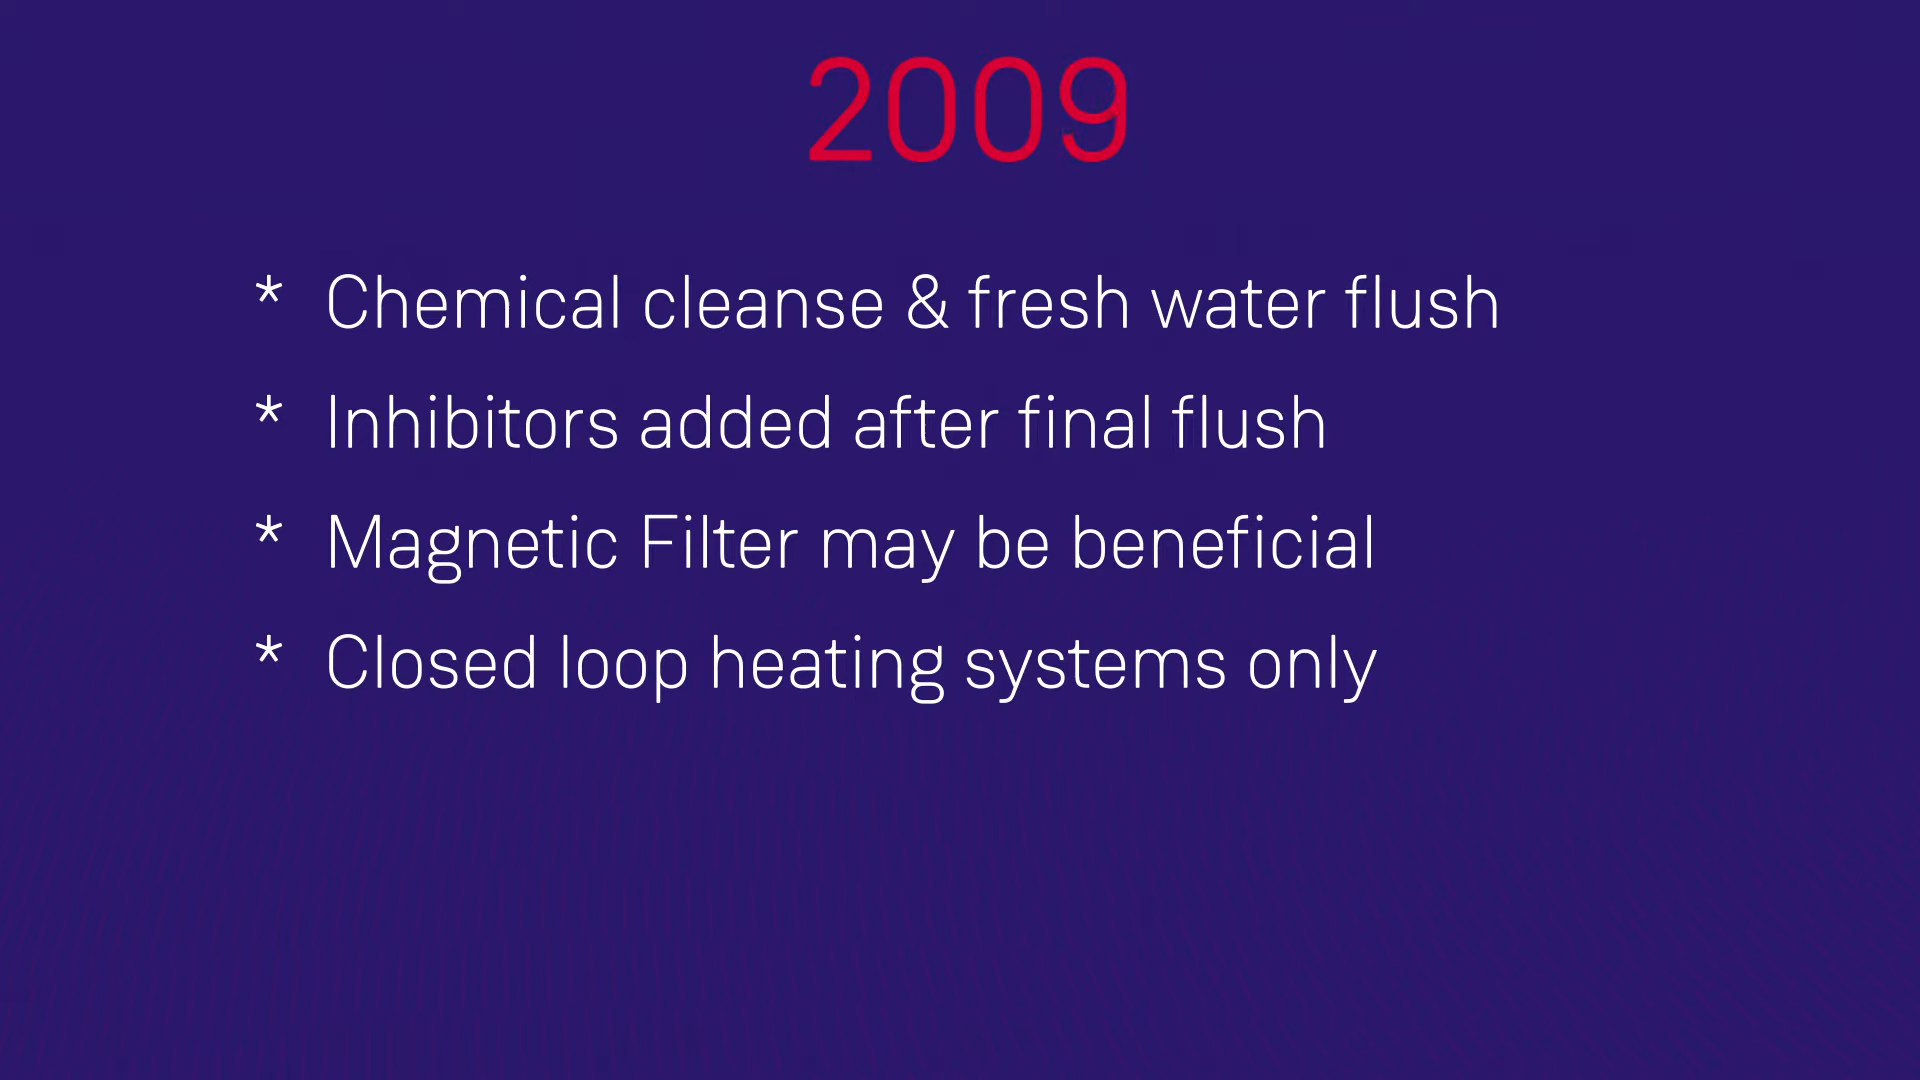 2009
* Chemical cleanse & fresh water flush
* Inhibitors added after final flush
* Magnetic Filter may be beneficial
* Closed loop heating systems only